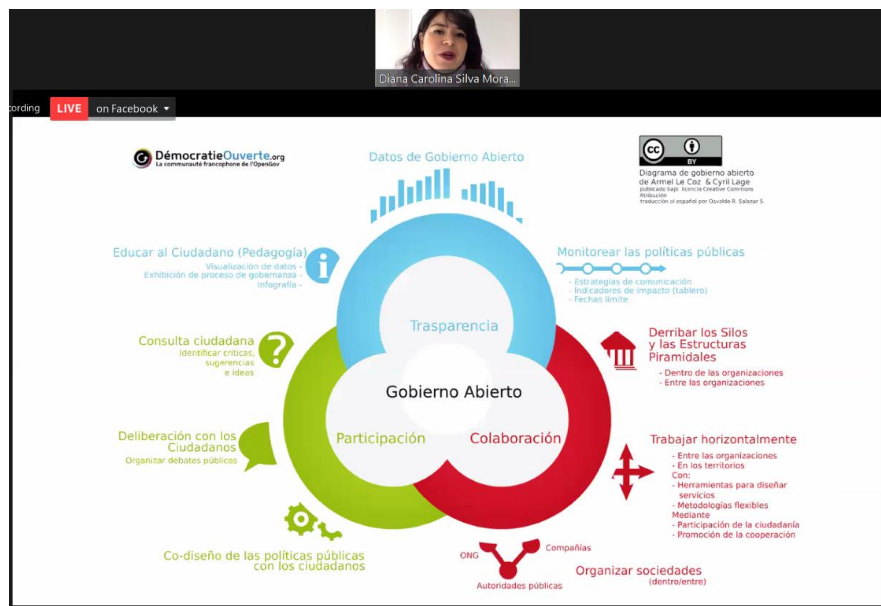 Diana Carolina Silva Mora...
cording
LIVE
on Facebook
DémocratieOuverte.org
La communauté francophone de l'OpenGov
Datos de Gobierno Abierto
CC
BY
Diagrama de gobierno abierto
de Armel Le Coz & Cyril Lage
publicado bajo licencia Creative Commons
Atribución
traducción al español por Osvaldo R. Salazar S.
Educar al Ciudadano (Pedagogía)
Visualización de datos -
Exhibición de proceso de gobernanza -
Infografía -
i
Monitorear las políticas públicas
- Estrategias de comunicación
- Indicadores de impacto (tablero)
- Fechas límite
Trasparencia
Consulta ciudadana
Identificar críticas,
sugerencias
e ideas
?
Derribar los Silos
y las Estructuras
Piramidales
- Dentro de las organizaciones
- Entre las organizaciones
Gobierno Abierto
Participación
Colaboración
Deliberación con los
Ciudadanos
Organizar debates públicos
Trabajar horizontalmente
- Entre las organizaciones
- En los territorios
Con:
- Herramientas para diseñar
servicios
- Metodologías flexibles
Mediante
- Participación de la ciudadanía
- Promoción de la cooperación
Co-diseño de las políticas públicas
con los ciudadanos
ONG
Compañías
Autoridades públicas
Organizar sociedades
(dentro/entre)